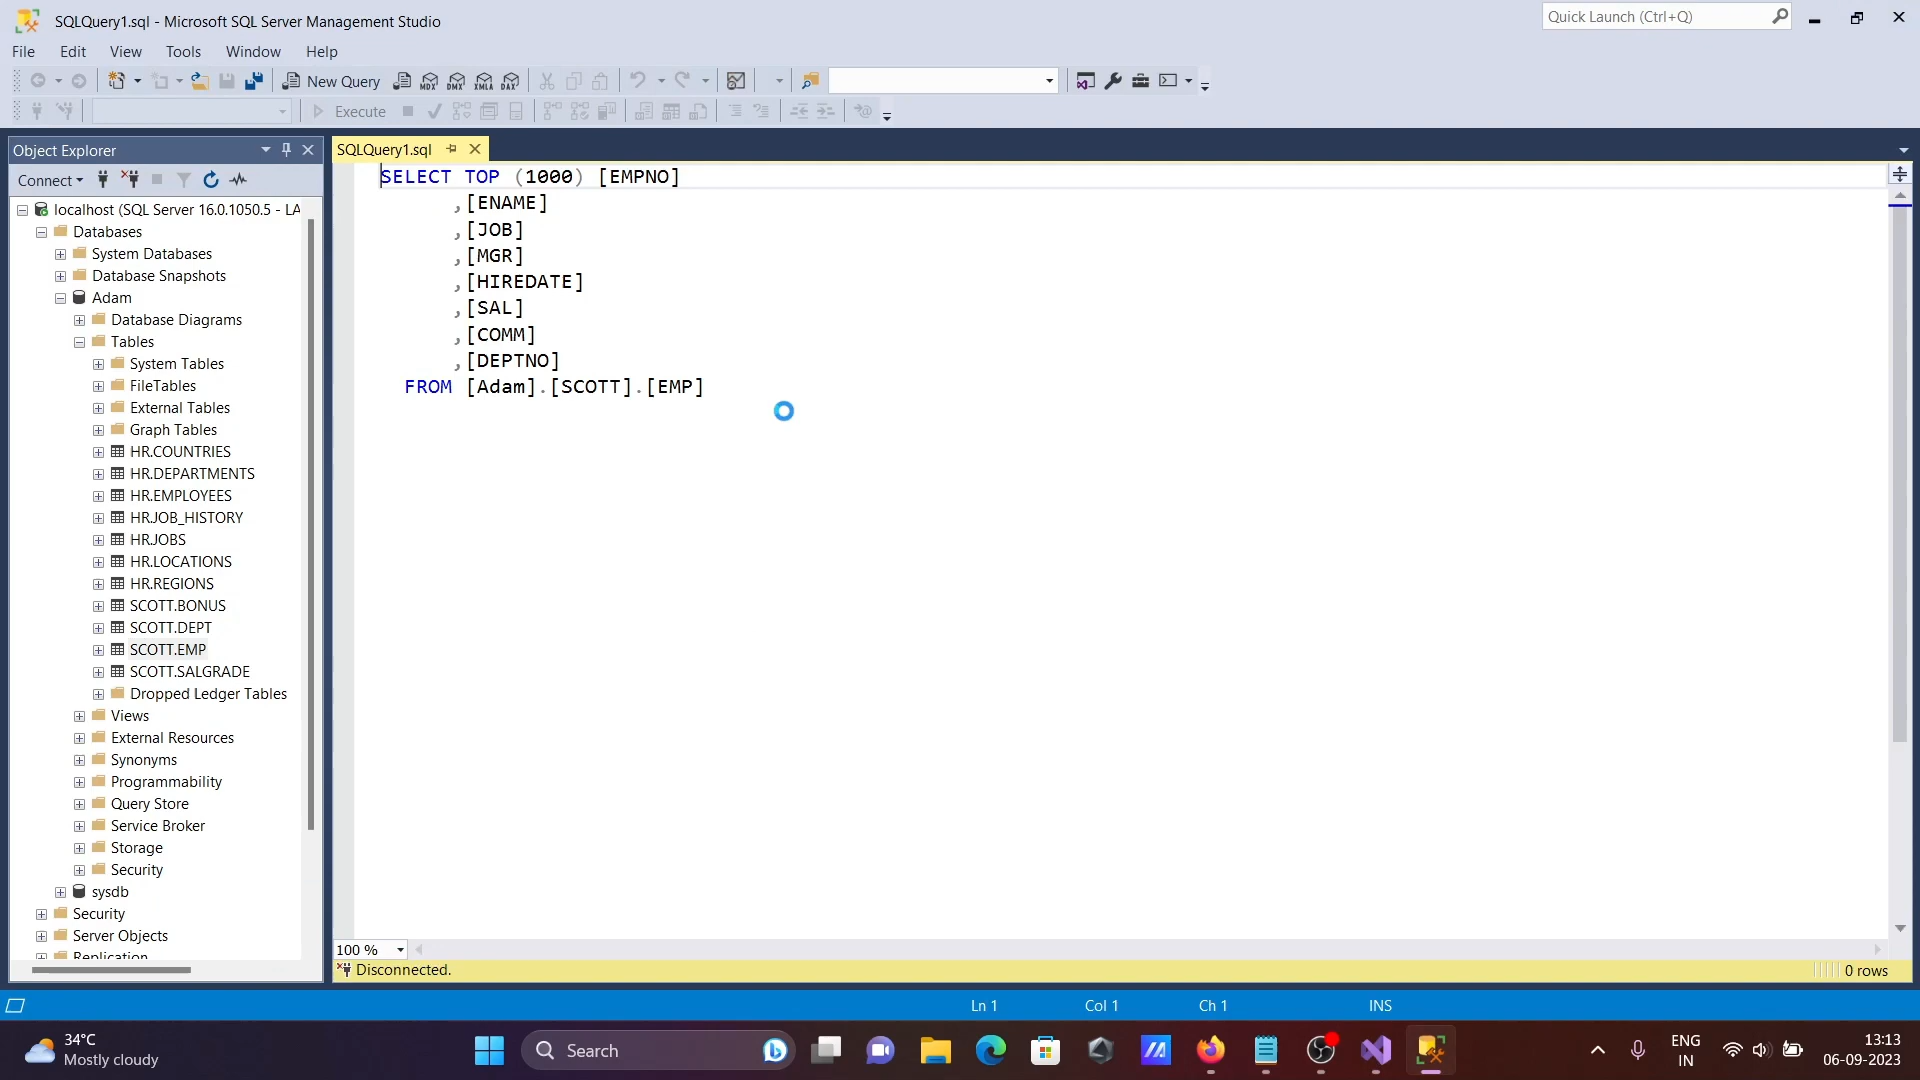 SQLQuery1.sql - Microsoft SQL Server Management Studio
Quick Launch (Ctrl+Q)
File Edit View Tools Window Help
New Query MDX DMX XMLA DAX
Execute
Object Explorer
Connect
localhost (SQL Server 16.0.1050.5 - LA
Databases
System Databases
Database Snapshots
Adam
Database Diagrams
Tables
System Tables
FileTables
External Tables
Graph Tables
HR.COUNTRIES
HR.DEPARTMENTS
HR.EMPLOYEES
HR.JOB_HISTORY
HR.JOBS
HR.LOCATIONS
HR.REGIONS
SCOTT.BONUS
SCOTT.DEPT
SCOTT.EMP
SCOTT.SALGRADE
Dropped Ledger Tables
Views
External Resources
Synonyms
Programmability
Query Store
Service Broker
Storage
Security
sysdb
Security
Server Objects
Replication
SQLQuery1.sql
SELECT TOP (1000) [EMPNO]
,[ENAME]
,[JOB]
,[MGR]
,[HIREDATE]
,[SAL]
,[COMM]
,[DEPTNO]
FROM [Adam].[SCOTT].[EMP]
100 %
Disconnected. 0 rows
Ln 1 Col 1 Ch 1 INS
34°C
Mostly cloudy
Search
ENG
IN
13:13
06-09-2023